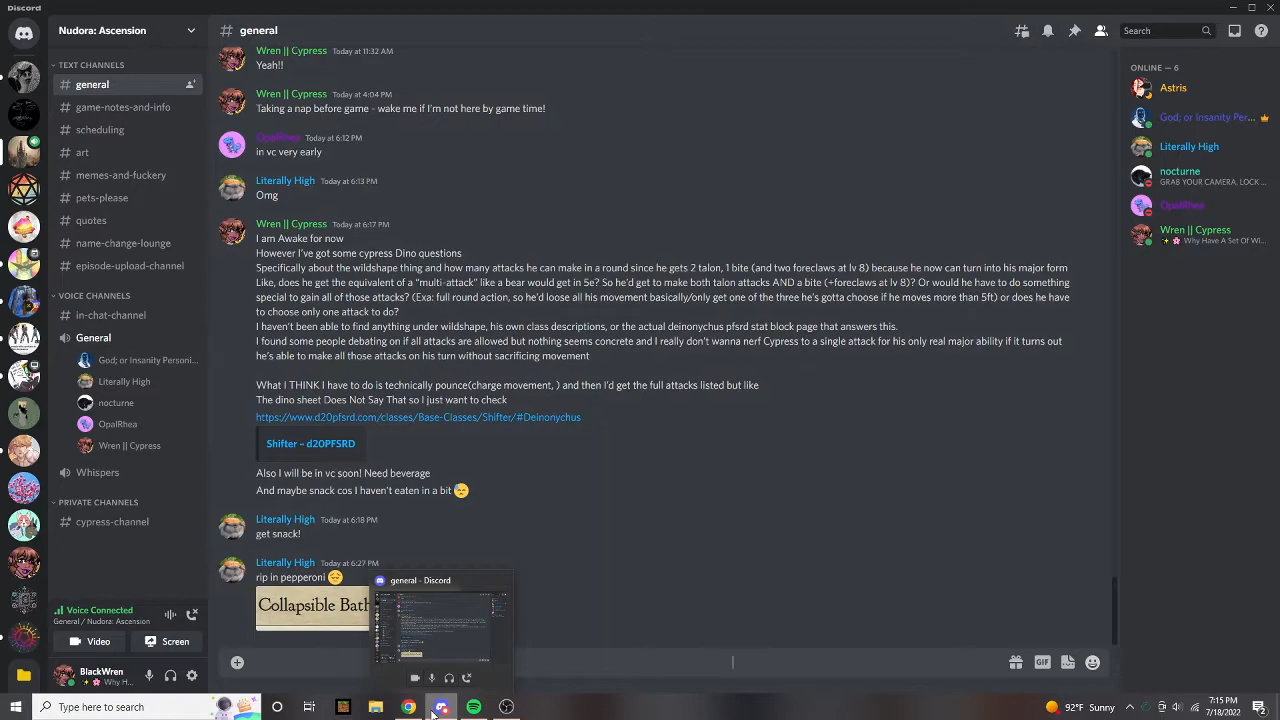 Discord
Nudora: Ascension
general
Search
TEXT CHANNELS
general
game-notes-and-info
scheduling
art
memes-and-fuckery
pets-please
quotes
name-change-lounge
episode-upload-channel
VOICE CHANNELS
in-chat-channel
General
God; or Insanity Personi...
Literally High
nocturne
OpalRhea
Wren || Cypress
Whispers
PRIVATE CHANNELS
cypress-channel
Voice Connected
General / Nudora: Ascension
Video
Screen
BlackWren
Why H...
Wren || Cypress Today at 11:32 AM
Yeah!!
Wren || Cypress Today at 4:04 PM
Taking a nap before game - wake me if I'm not here by game time!
OpalRhea Today at 6:12 PM
in vc very early
Literally High Today at 6:13 PM
Omg
Wren || Cypress Today at 6:17 PM
I am Awake for now
However I've got some cypress Dino questions
Specifically about the wildshape thing and how many attacks he can make in a round since he gets 2 talon, 1 bite (and two foreclaws at lv 8) because he now can turn into his major form
Like, does he get the equivalent of a "multi-attack" like a bear would get in 5e? So he'd get to make both talon attacks AND a bite (+foreclaws at lv 8)? Or would he have to do something
special to gain all of those attacks? (Exa: full round action, so he'd loose all his movement basically/only get one of the three he's gotta choose if he moves more than 5ft) or does he have
to choose only one attack to do?
I haven't been able to find anything under wildshape, his own class descriptions, or the actual deinonychus pfsrd stat block page that answers this.
I found some people debating on if all attacks are allowed but nothing seems concrete and I really don't wanna nerf Cypress to a single attack for his only real major ability if it turns out
he's able to make all those attacks on his turn without sacrificing movement
What I THINK I have to do is technically pounce(charge movement, ) and then I'd get the full attacks listed but like
The dino sheet Does Not Say That so I just want to check
https://www.d20pfsrd.com/classes/Base-Classes/Shifter/#Deinonychus
Shifter – d20PFSRD
Also I will be in vc soon! Need beverage
And maybe snack cos I haven't eaten in a bit
Literally High Today at 6:18 PM
get snack!
Literally High Today at 6:27 PM
rip in pepperoni
Collapsible Bath
general - Discord
GIF
ONLINE — 6
Astris
God; or Insanity Per...
Literally High
nocturne
GRAB YOUR CAMERA, LOCK ...
OpalRhea
Wren || Cypress
Why Have A Set Of Wi...
Type here to search
92°F Sunny
7:15 PM
7/18/2022